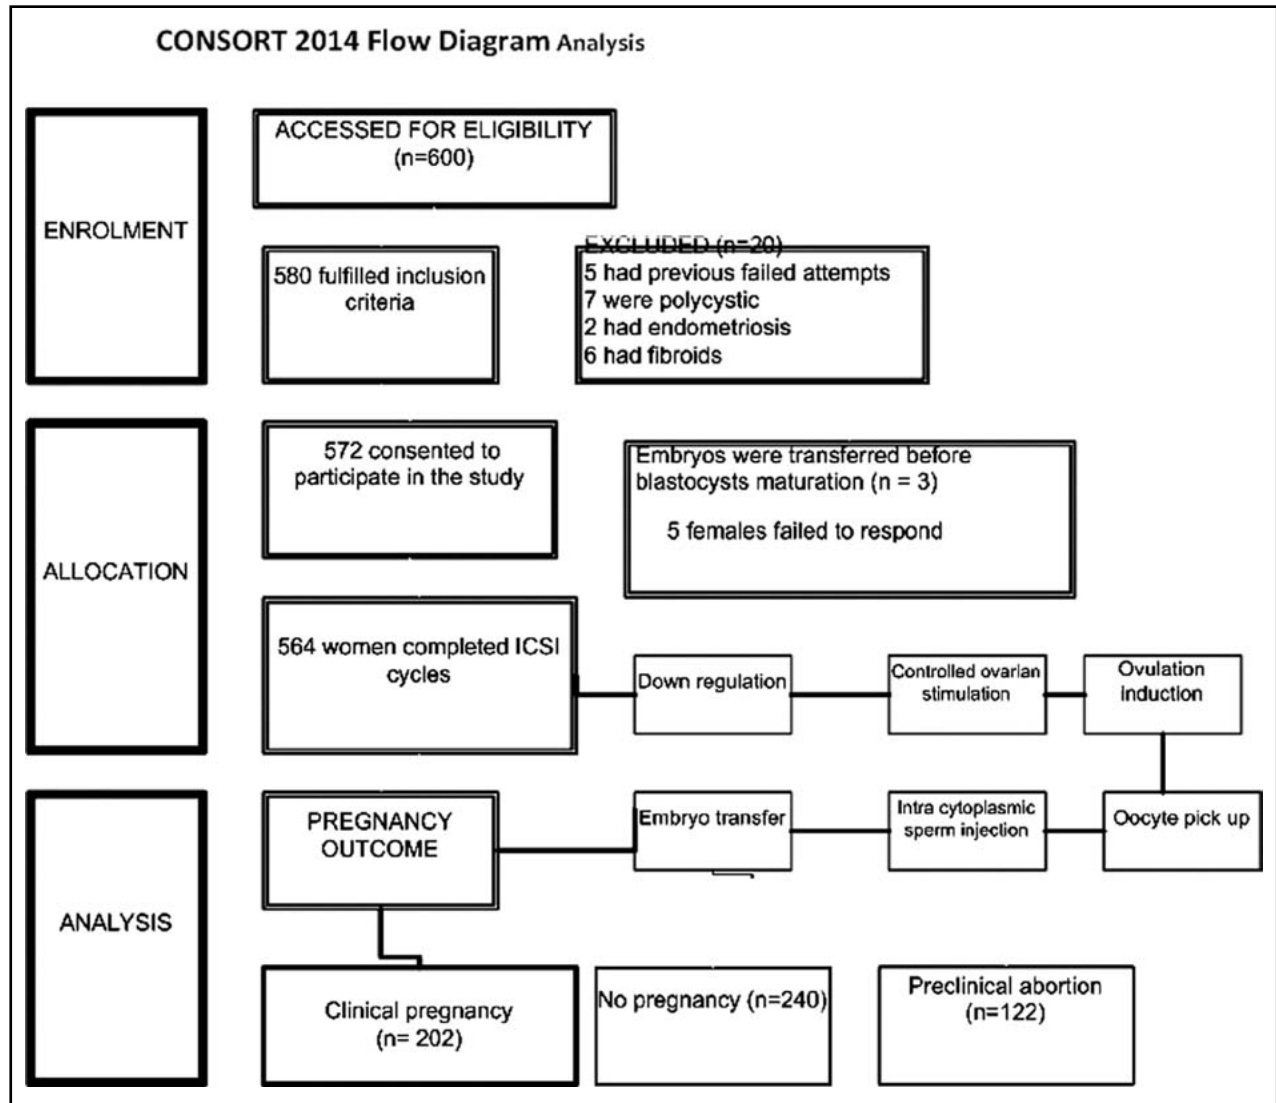 CONSORT 2014 Flow Diagram Analysis
ENROLMENT
ACCESSED FOR ELIGIBILITY
(n=600)
580 fulfilled inclusion
criteria
EXCLUDED (n=20)
5 had previous failed attempts
7 were polycystic
2 had endometriosis
6 had fibroids
ALLOCATION
572 consented to
participate in the study
Embryos were transferred before
blastocysts maturation (n = 3)
5 females failed to respond
564 women completed ICSI
cycles
Down regulation
Controlled ovarian
stimulation
Ovulation
induction
ANALYSIS
PREGNANCY
OUTCOME
Embryo transfer
Intra cytoplasmic
sperm injection
Oocyte pick up
Clinical pregnancy
(n= 202)
No pregnancy (n=240)
Preclinical abortion
(n=122)